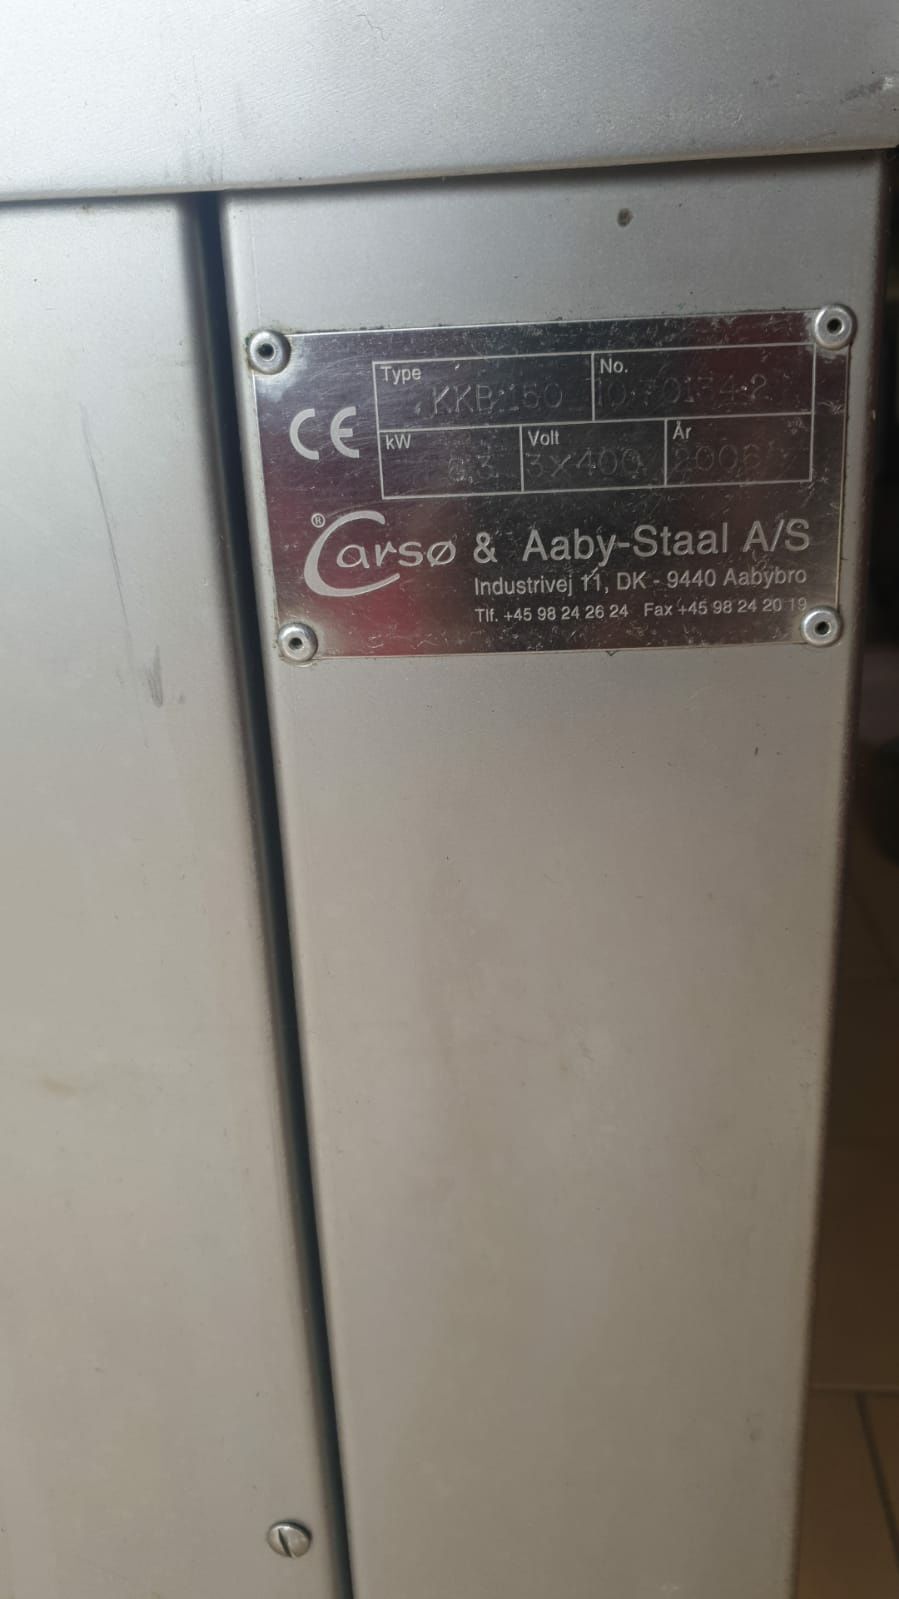 Type
No.
KKB 150
CE
kW
Volt
År
3x400
® Carsø & Aaby-Staal A/S
Industrivej 11, DK - 9440 Aabybro
Tlf. +45 98 24 26 24 Fax +45 98 24 20 19